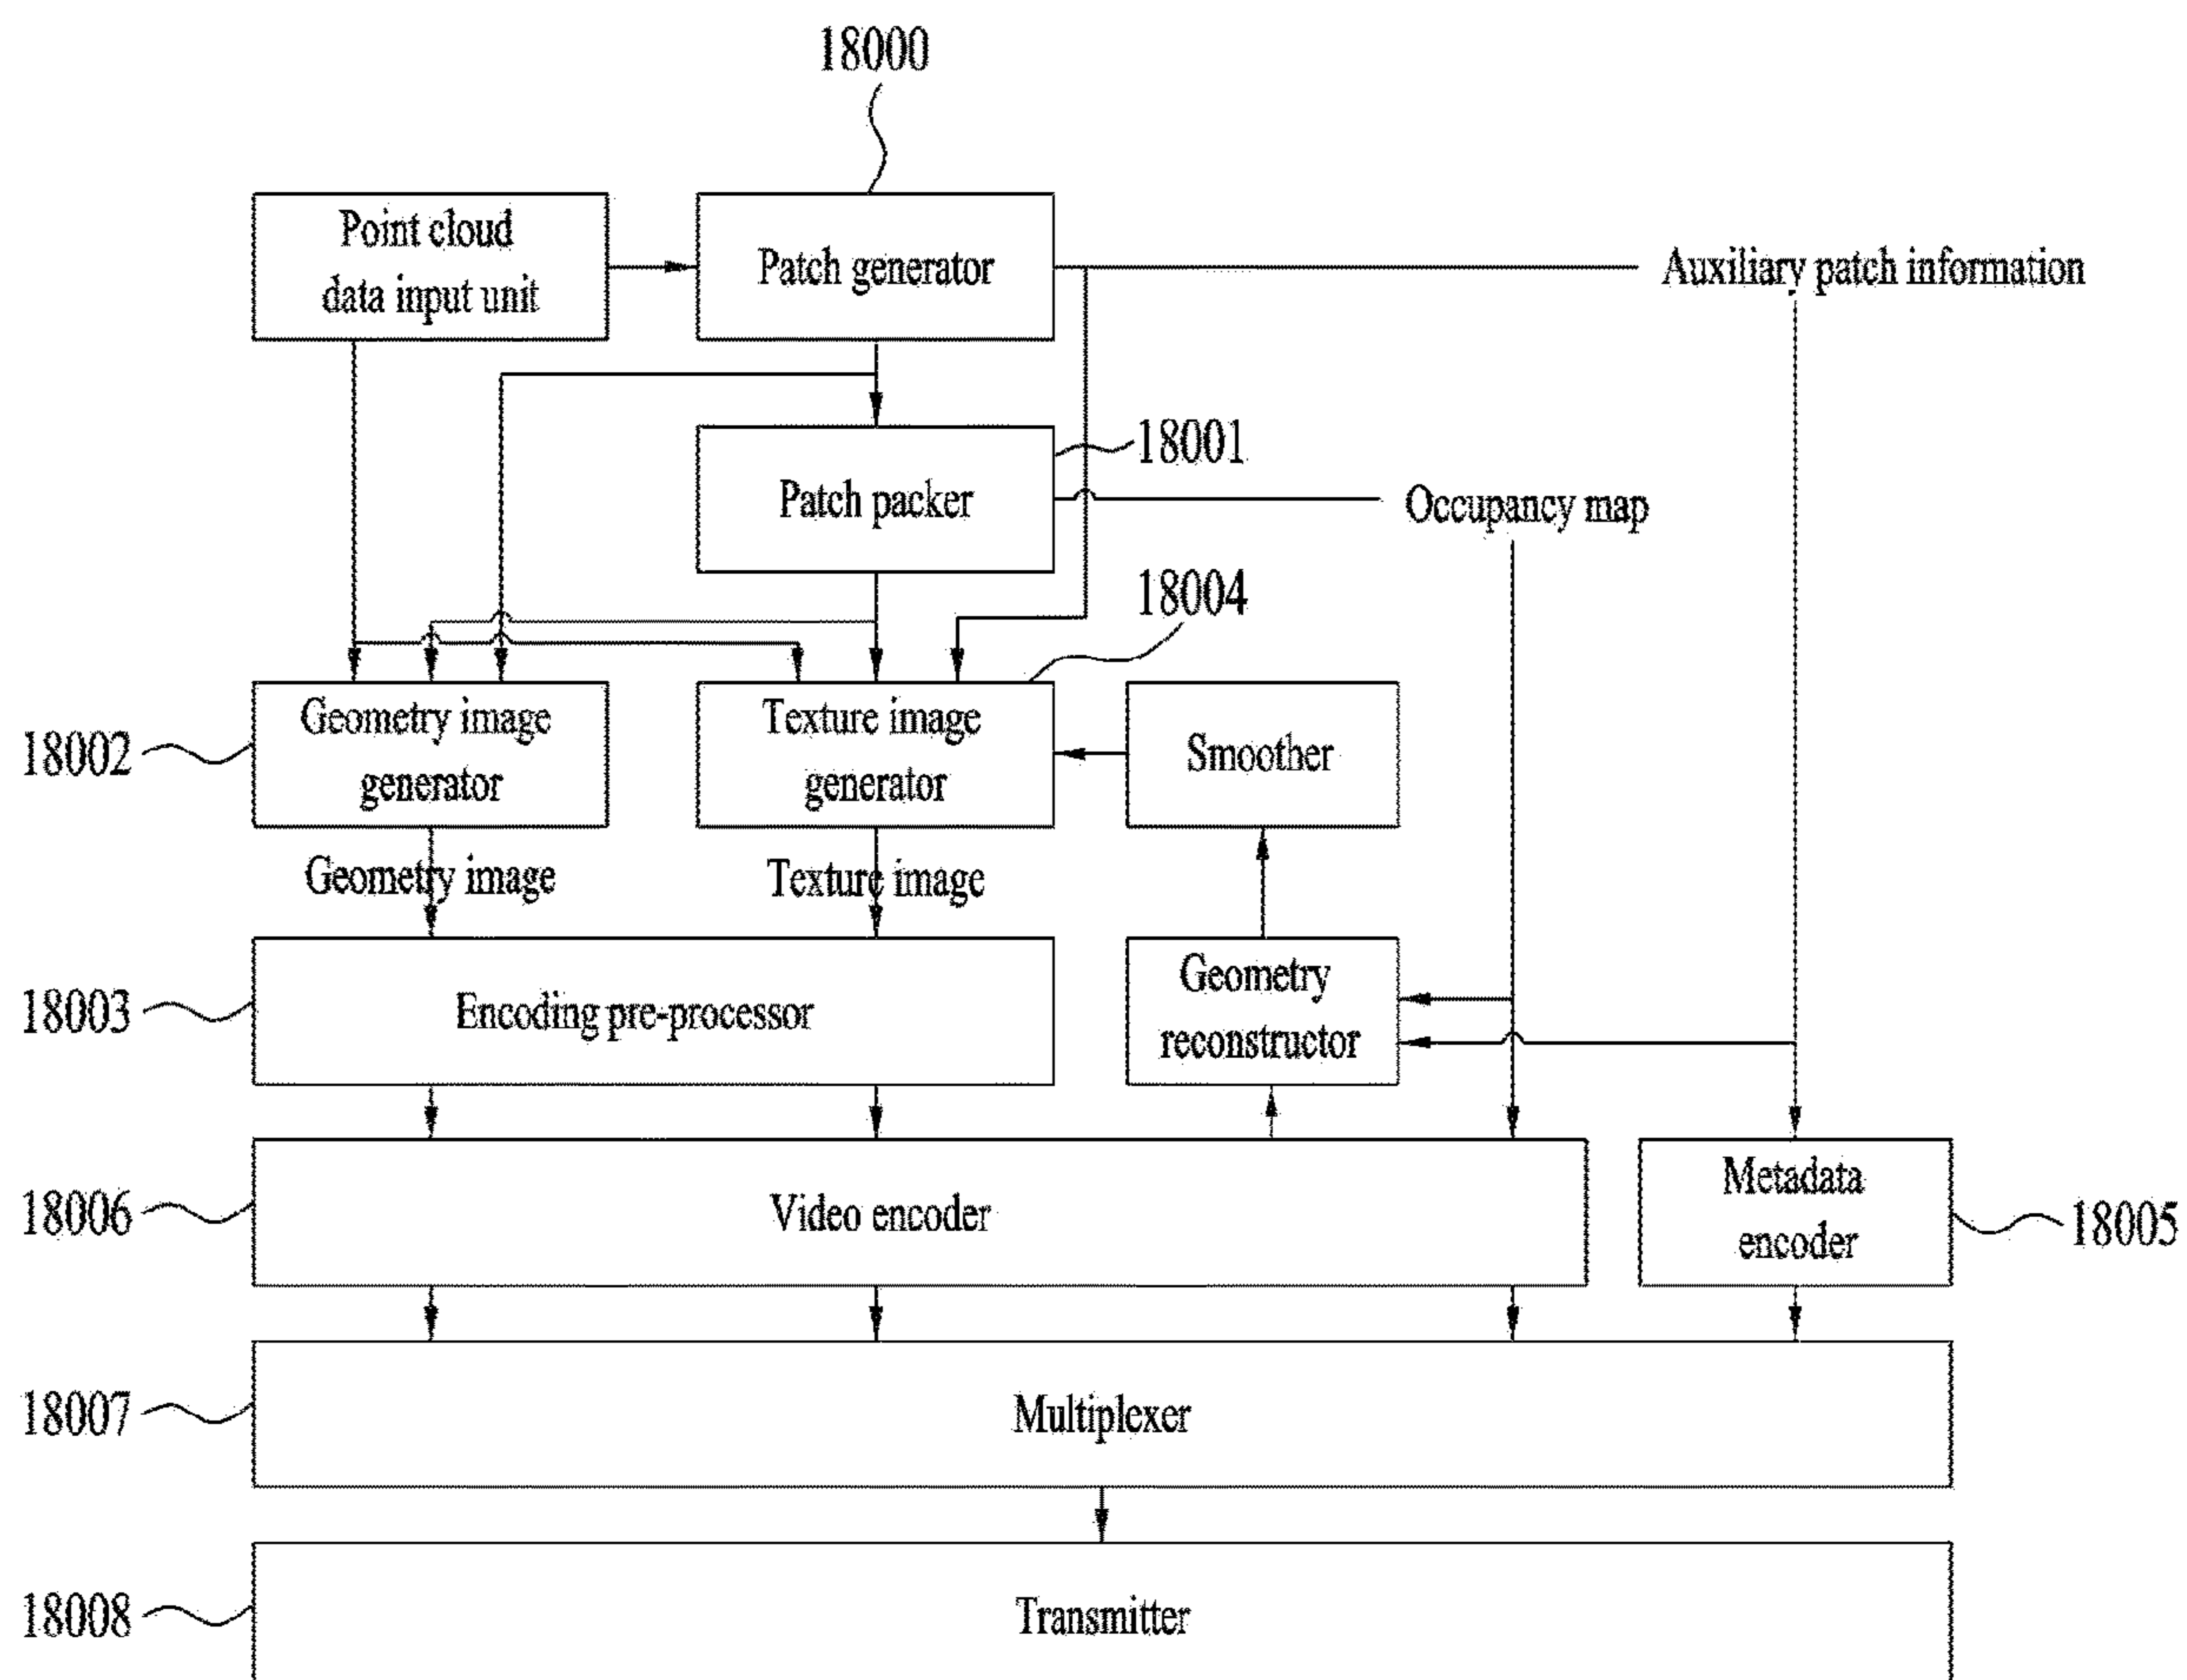 18000
Point cloud
data input unit
Patch generator
Auxiliary patch information
18001
Patch packer
Occupancy map
18004
18002
Geometry image
generator
Texture image
generator
Smoother
Geometry image
Texture image
18003
Encoding pre-processor
Geometry
reconstructor
18006
Video encoder
Metadata
encoder
18005
18007
Multiplexer
18008
Transmitter